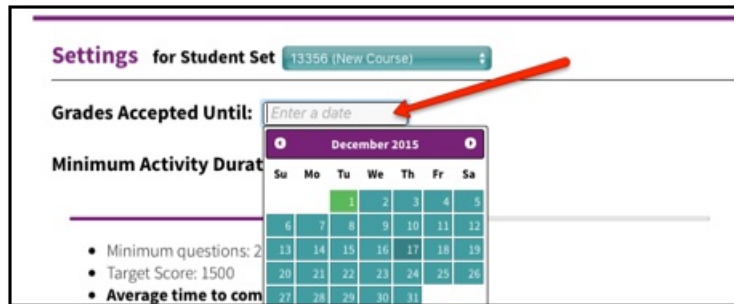 Settings for Student Set 13356 (New Course)
Grades Accepted Until: Enter a date
December 2015
Minimum Activity Durat
Su Mo Tu We Th Fr Sa
1 2 3 4 5
6 7 8 9 10 11 12
• Minimum questions: 2
13 14 15 16 17 18 19
• Target Score: 1500
20 21 22 23 24 25 26
• Average time to com
27 28 29 30 31